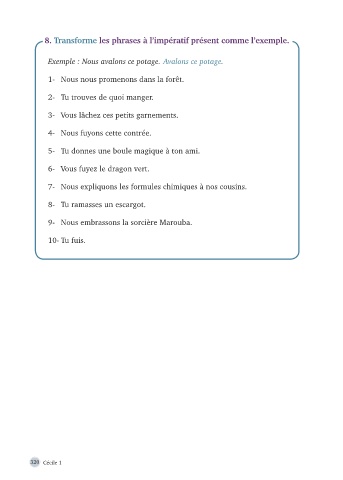 8. Transforme les phrases à l'impératif présent comme l'exemple.
Exemple : Nous avalons ce potage. Avalons ce potage.
1- Nous nous promenons dans la forêt.
2- Tu trouves de quoi manger.
3- Vous lâchez ces petits garnements.
4- Nous fuyons cette contrée.
5- Tu donnes une boule magique à ton ami.
6- Vous fuyez le dragon vert.
7- Nous expliquons les formules chimiques à nos cousins.
8- Tu ramasses un escargot.
9- Nous embrassons la sorcière Marouba.
10- Tu fuis.
320 Cécile 1